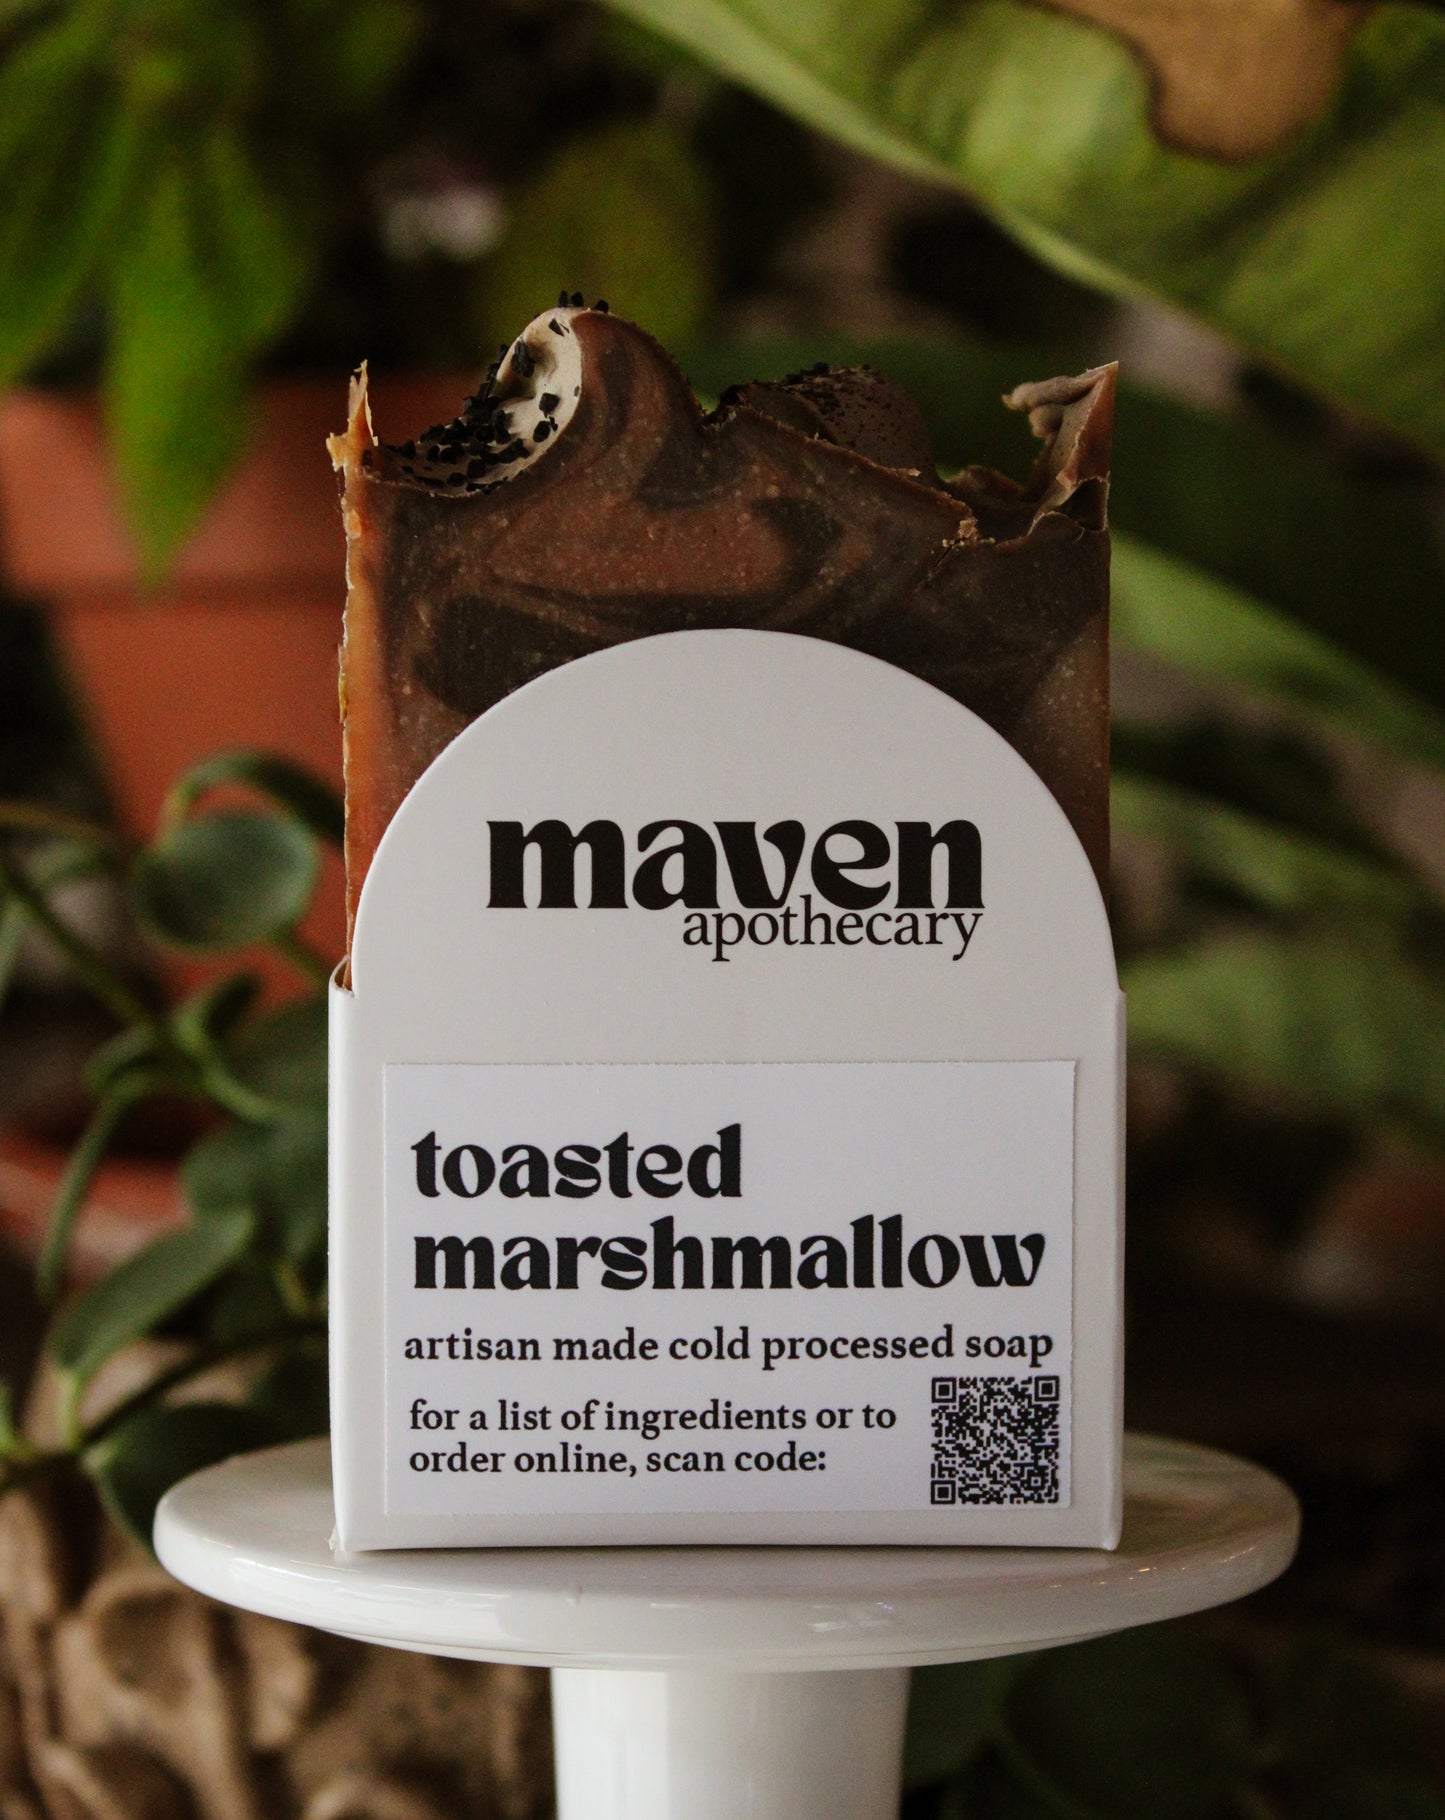 maven
apothecary
toasted
marshmallow
artisan made cold processed soap
for a list of ingredients or to
order online, scan code: